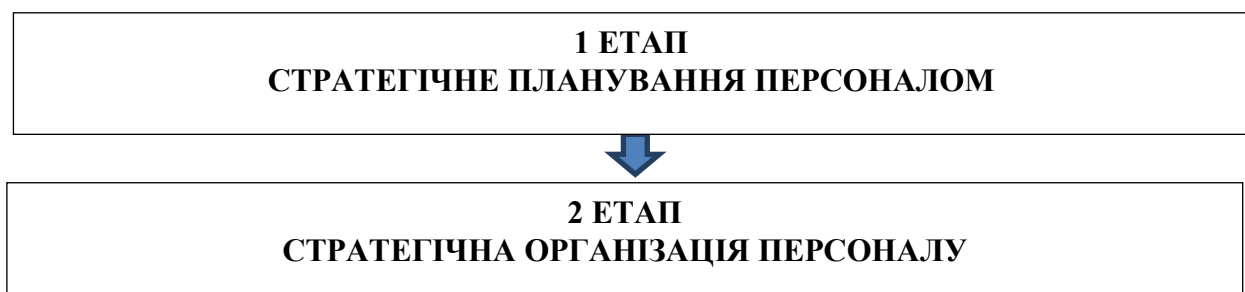 1 ЕТАП
СТРАТЕГІЧНЕ ПЛАНУВАННЯ ПЕРСОНАЛОМ
2 ЕТАП
СТРАТЕГІЧНА ОРГАНІЗАЦІЯ ПЕРСОНАЛУ